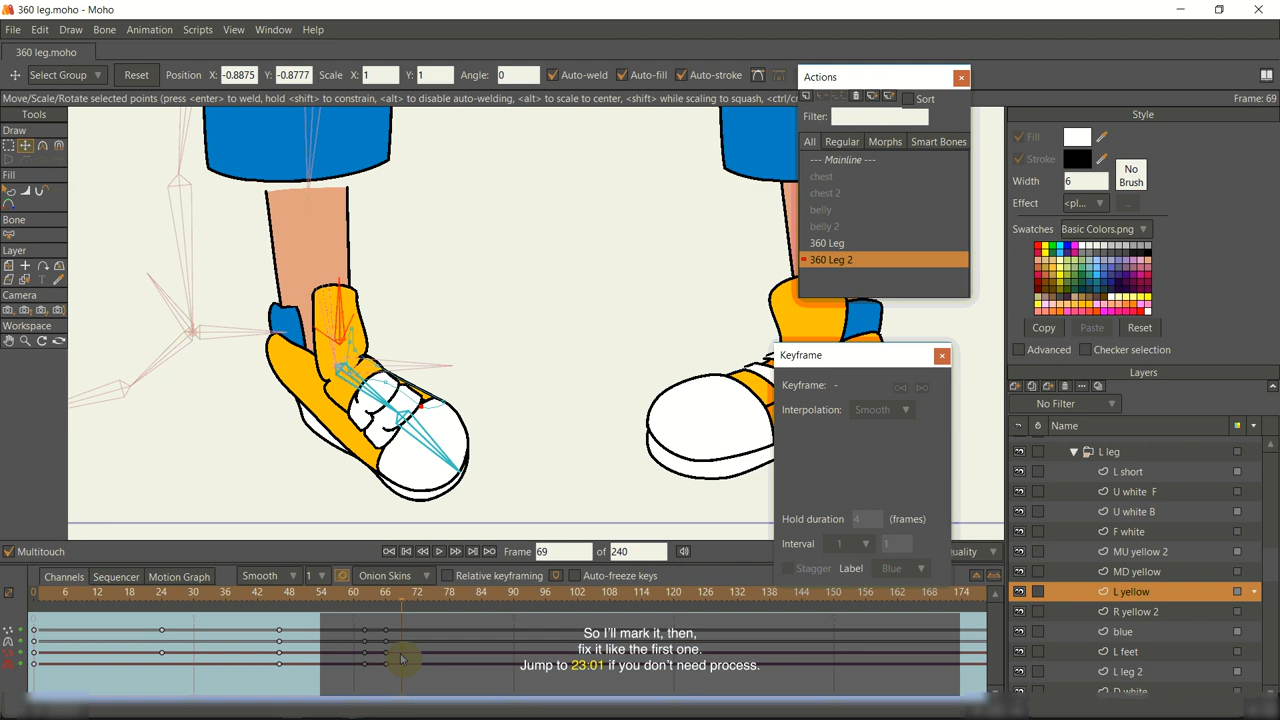 360 leg.moho - Moho
File Edit Draw Bone Animation Scripts View Window Help
360 leg.moho
Select Group Reset Position X: -0.8875 Y: -0.8777 Scale X: 1 Y: 1 Angle: 0 Auto-weld Auto-fill Auto-stroke
Move/Scale/Rotate selected points (press <enter> to weld, hold <shift> to constrain, <alt> to disable auto-welding, <alt> to scale to center, <shift> while scaling to squash, <ctrl/c
Frame: 69
Tools
Draw
Fill
Bone
Layer
Camera
Workspace
Actions
Sort
Filter:
All Regular Morphs Smart Bones
--- Mainline ---
chest
chest 2
belly
belly 2
360 Leg
360 Leg 2
Keyframe
Keyframe: -
Interpolation: Smooth
Hold duration 4 (frames)
Interval 1 1
Stagger Label Blue
Style
Fill
Stroke
No Brush
Width 6
Effect <pl... ...
Swatches Basic Colors.png
Copy Paste Reset
Advanced Checker selection
Layers
No Filter
Name
L leg
L short
U white F
U white B
F white
MU yellow 2
MD yellow
L yellow
R yellow 2
blue
L feet
L leg 2
D white
Multitouch
Frame 69 of 240
uality
Channels Sequencer Motion Graph Smooth 1 Onion Skins Relative keyframing Auto-freeze keys
0 6 12 18 24 30 36 42 48 54 60 66 72 78 84 90 96 102 108 114 120 126 132 138 144 150 156 162 168 174
0 1 2 3 4 5
So I'll mark it, then,
fix it like the first one.
Jump to 23:01 if you don't need process.